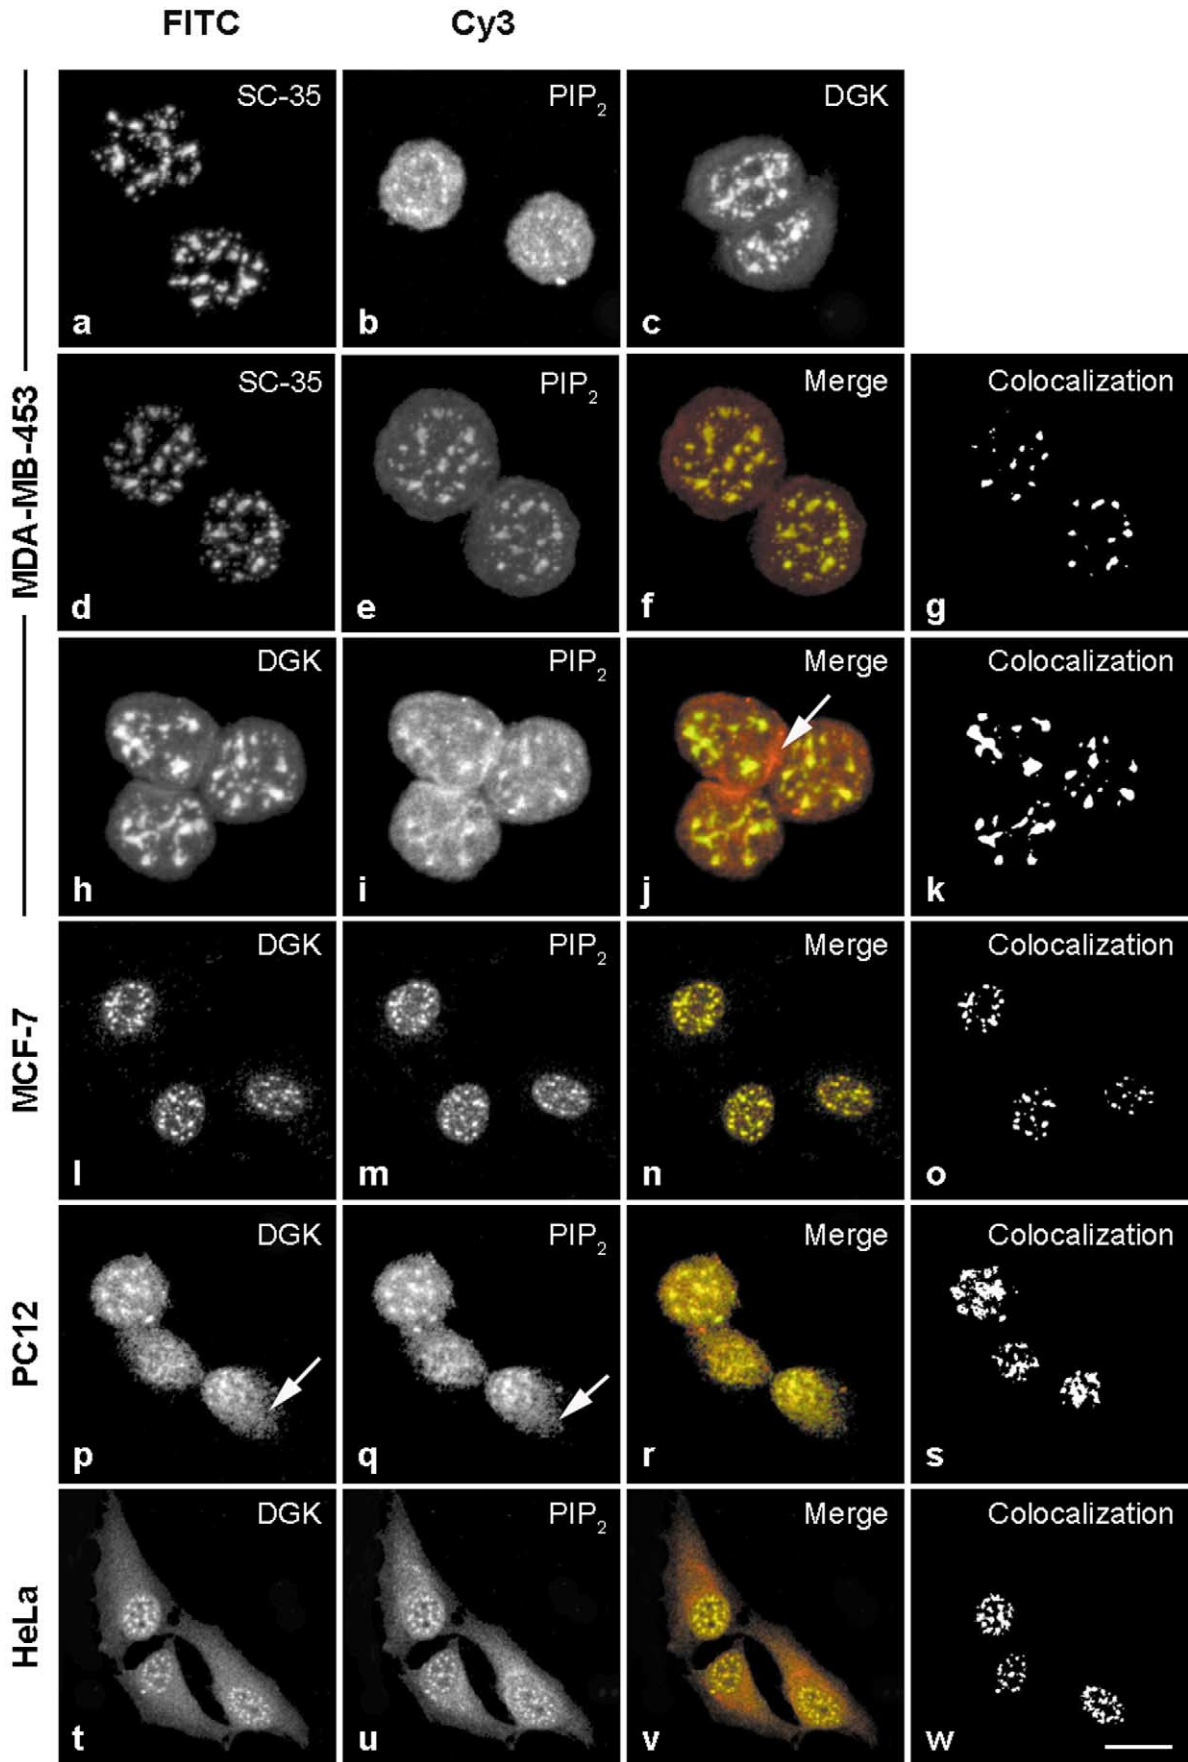 FITC Cy3
MDA-MB-453
SC-35 PIP2 DGK
a b c
SC-35 PIP2 Merge Colocalization
d e f g
DGK PIP2 Merge Colocalization
h i j k
MCF-7
DGK PIP2 Merge Colocalization
l m n o
PC12
DGK PIP2 Merge Colocalization
p q r s
HeLa
DGK PIP2 Merge Colocalization
t u v w